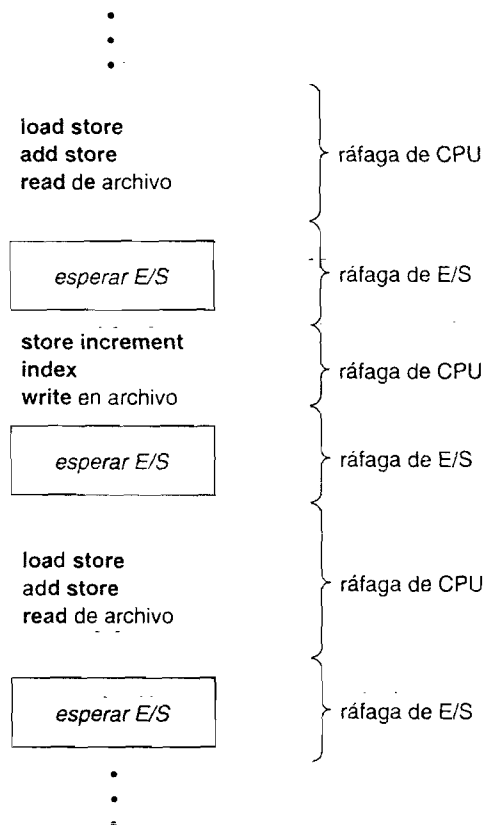 load store
add store
read de archivo
ráfaga de CPU
esperar E/S
ráfaga de E/S
store increment
index
write en archivo
ráfaga de CPU
esperar E/S
ráfaga de E/S
load store
add store
read de archivo
ráfaga de CPU
esperar E/S
ráfaga de E/S